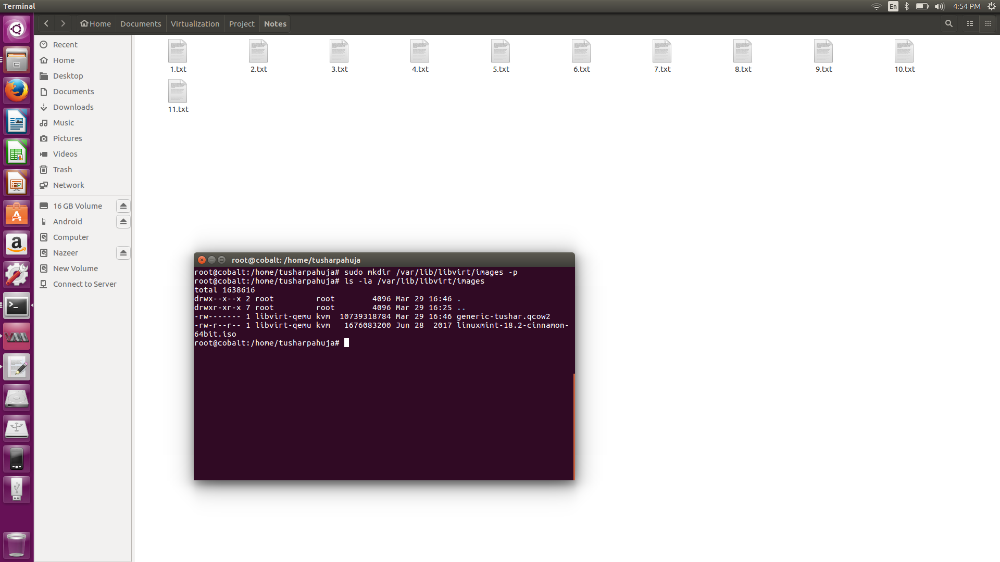 Terminal
En
4:54 PM
Home Documents Virtualization Project Notes
Recent
Home
Desktop
Documents
Downloads
Music
Pictures
Videos
Trash
Network
16 GB Volume
Android
Computer
Nazeer
New Volume
Connect to Server
1.txt 2.txt 3.txt 4.txt 5.txt 6.txt 7.txt 8.txt 9.txt 10.txt
11.txt
root@cobalt: /home/tusharpahuja
root@cobalt:/home/tusharpahuja# sudo mkdir /var/lib/libvirt/images -p
root@cobalt:/home/tusharpahuja# ls -la /var/lib/libvirt/images
total 1638616
drwx--x--x 2 root         root        4096 Mar 29 16:46 .
drwxr-xr-x 7 root         root        4096 Mar 29 16:25 ..
-rw------- 1 libvirt-qemu kvm  10739318784 Mar 29 16:46 generic-tushar.qcow2
-rw-r--r-- 1 libvirt-qemu kvm   1676083200 Jun 28  2017 linuxmint-18.2-cinnamon-
64bit.iso
root@cobalt:/home/tusharpahuja#